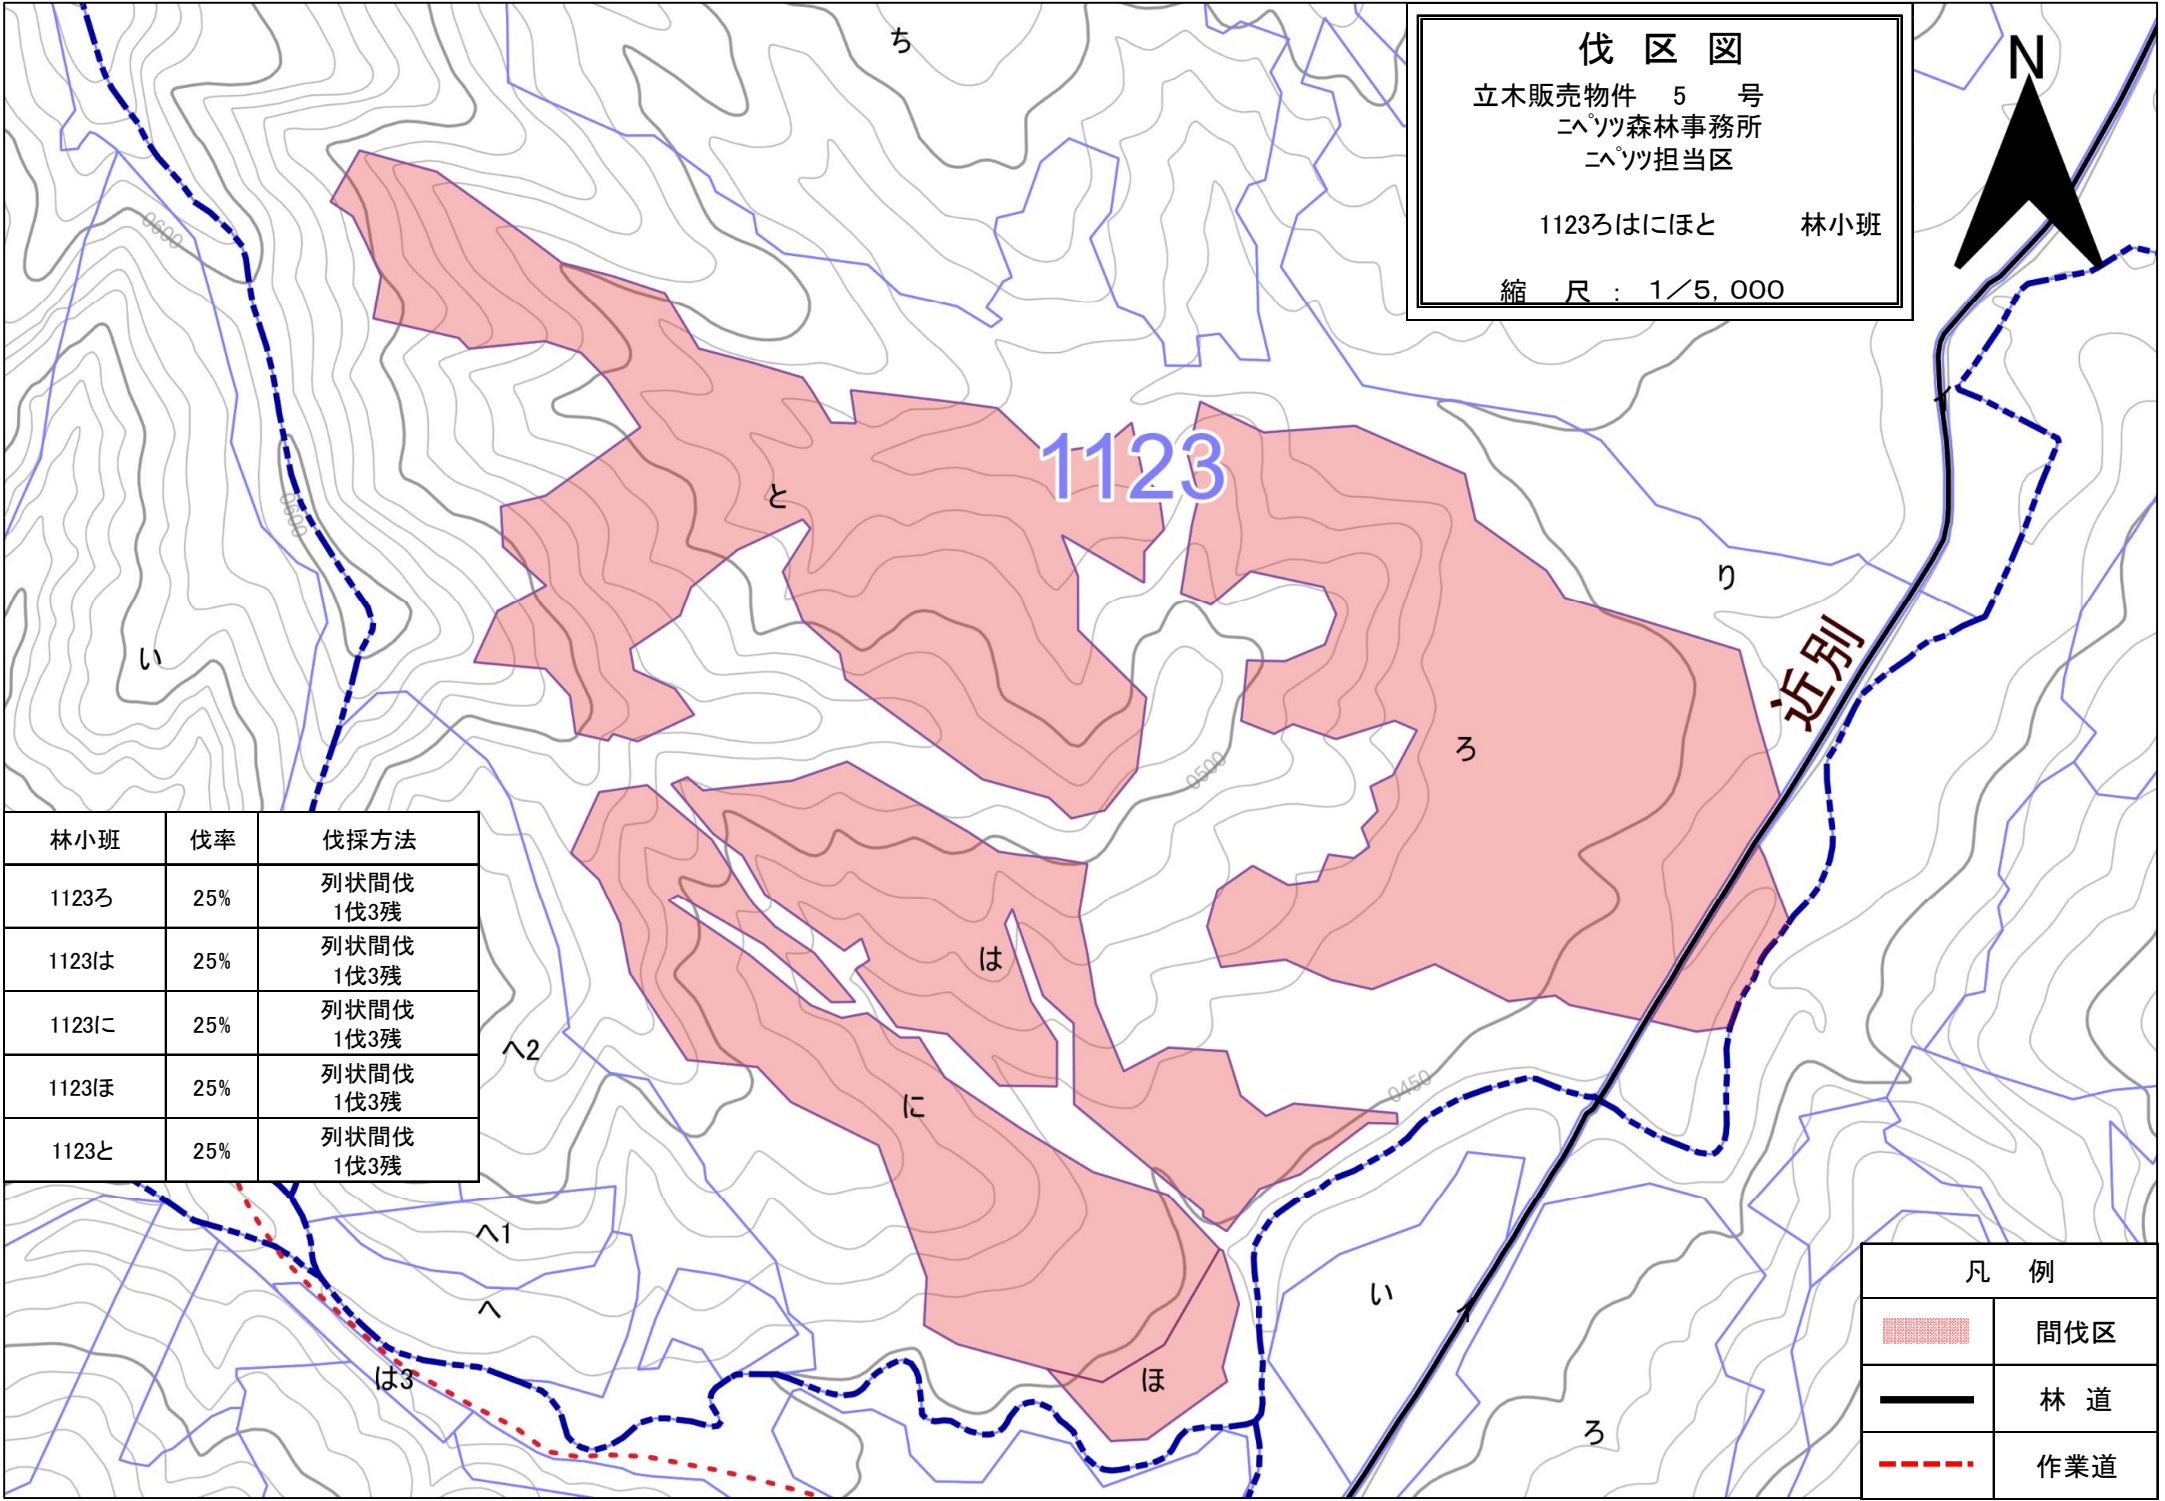 伐 区 図
立木販売物件 5 号
ニペソツ森林事務所
ニペソツ担当区
1123ろはにほと 林小班
縮 尺 : 1/5,000
N
ち
0600
0600
1123
と
い
り
近別
イ
ろ
0500
は
へ2
に
0450
へ1
へ
は3
ほ
い
イ
ろ
林小班 伐率 伐採方法
1123ろ 25% 列状間伐
1伐3残
1123は 25% 列状間伐
1伐3残
1123に 25% 列状間伐
1伐3残
1123ほ 25% 列状間伐
1伐3残
1123と 25% 列状間伐
1伐3残
凡 例
間伐区
林 道
作業道